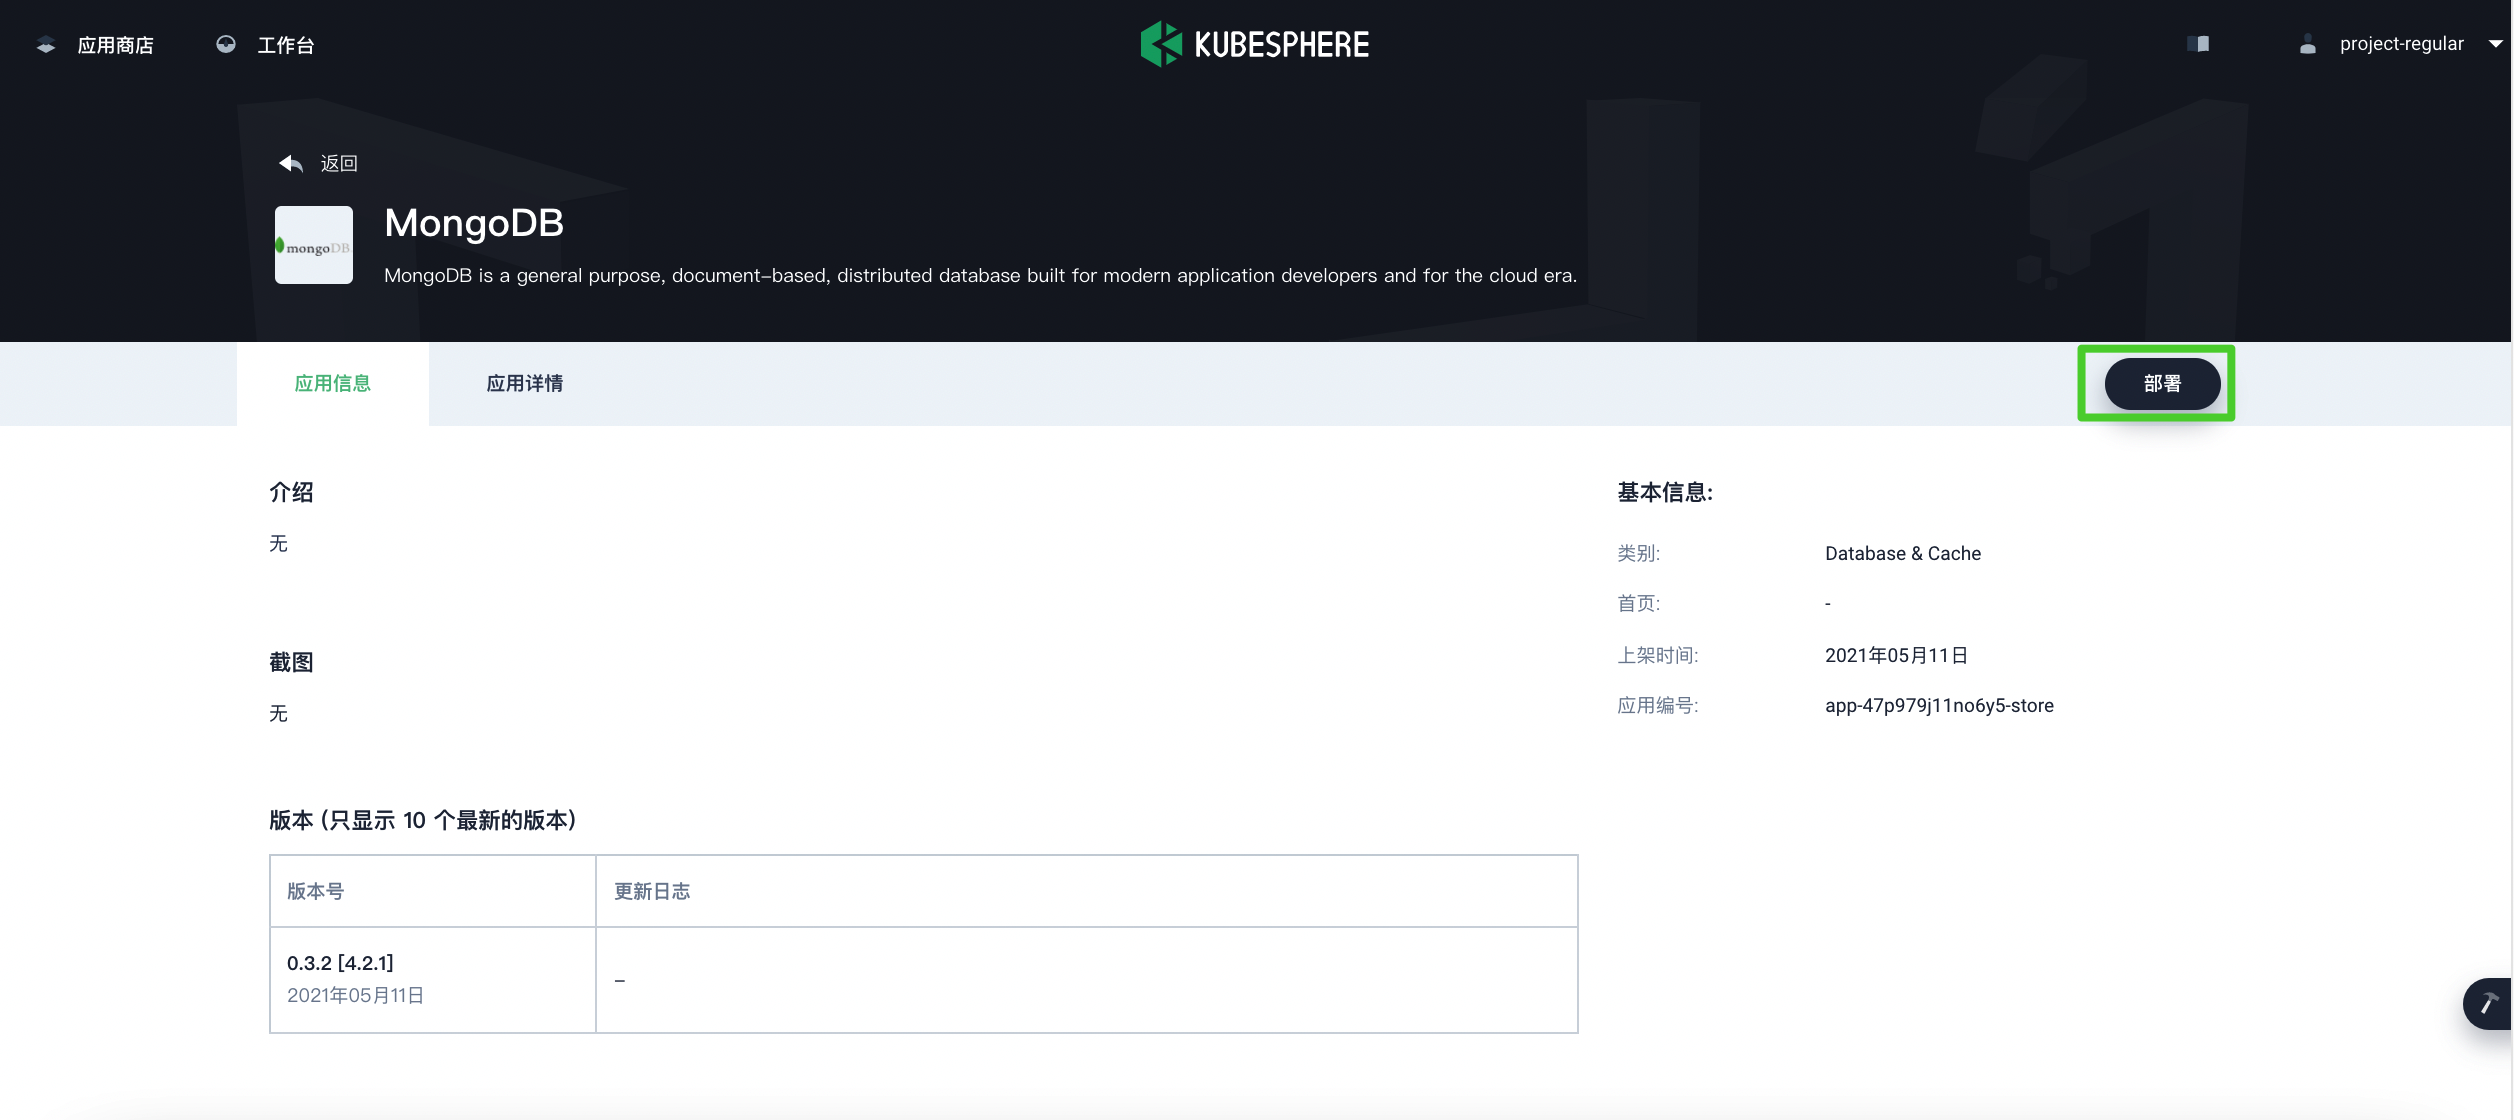 应用商店
工作台
KUBESPHERE
project-regular
返回
mongoDB
MongoDB
MongoDB is a general purpose, document-based, distributed database built for modern application developers and for the cloud era.
应用信息
应用详情
部署
介绍
无
截图
无
版本 (只显示 10 个最新的版本)
版本号
更新日志
0.3.2 [4.2.1]
2021年05月11日
-
基本信息:
类别:
Database & Cache
首页:
-
上架时间:
2021年05月11日
应用编号:
app-47p979j11no6y5-store